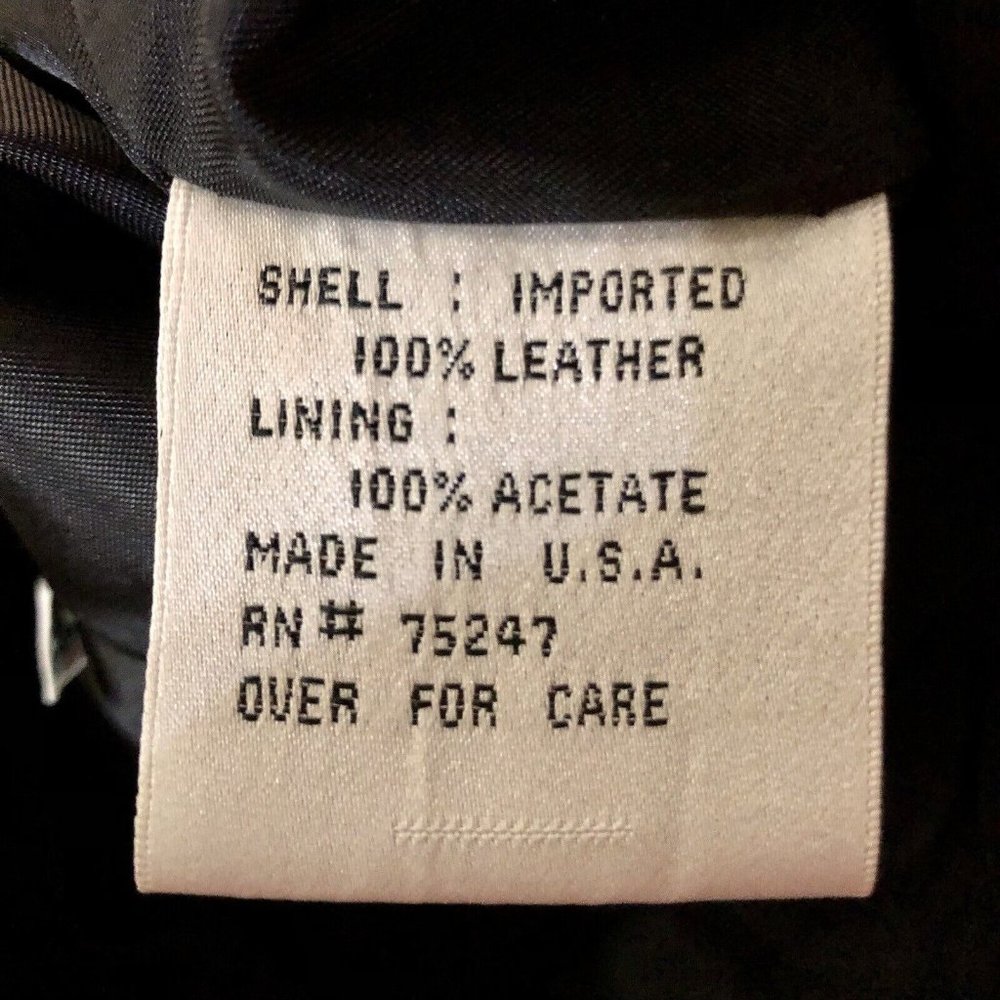 SHELL : IMPORTED
100% LEATHER
LINING :
100% ACETATE
MADE IN U.S.A.
RN# 75247
OVER FOR CARE